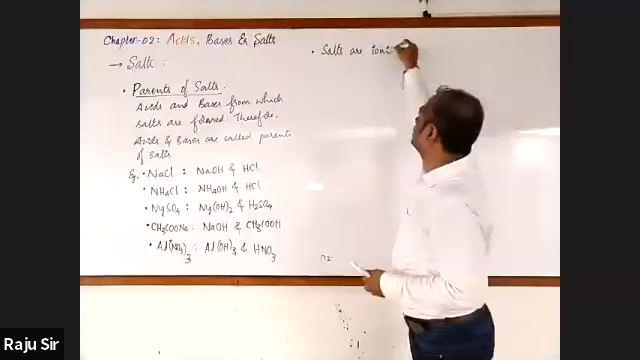 Chapter-02: Acids, Bases & Salts
→ Salts :
• Parents of Salts.
Acids and Bases from which
salts are formed. Therefore,
Acids & Bases are called parents
of salts
Eg. • NaCl : NaOH & HCl
• NH4Cl : NH4OH & HCl
• MgSO4 : Mg(OH)2 & H2SO4
• CH3COONa : NaOH & CH3COOH
• Al(NO3)3 : Al(OH)3 & HNO3
• Salts are ioni
Raju Sir